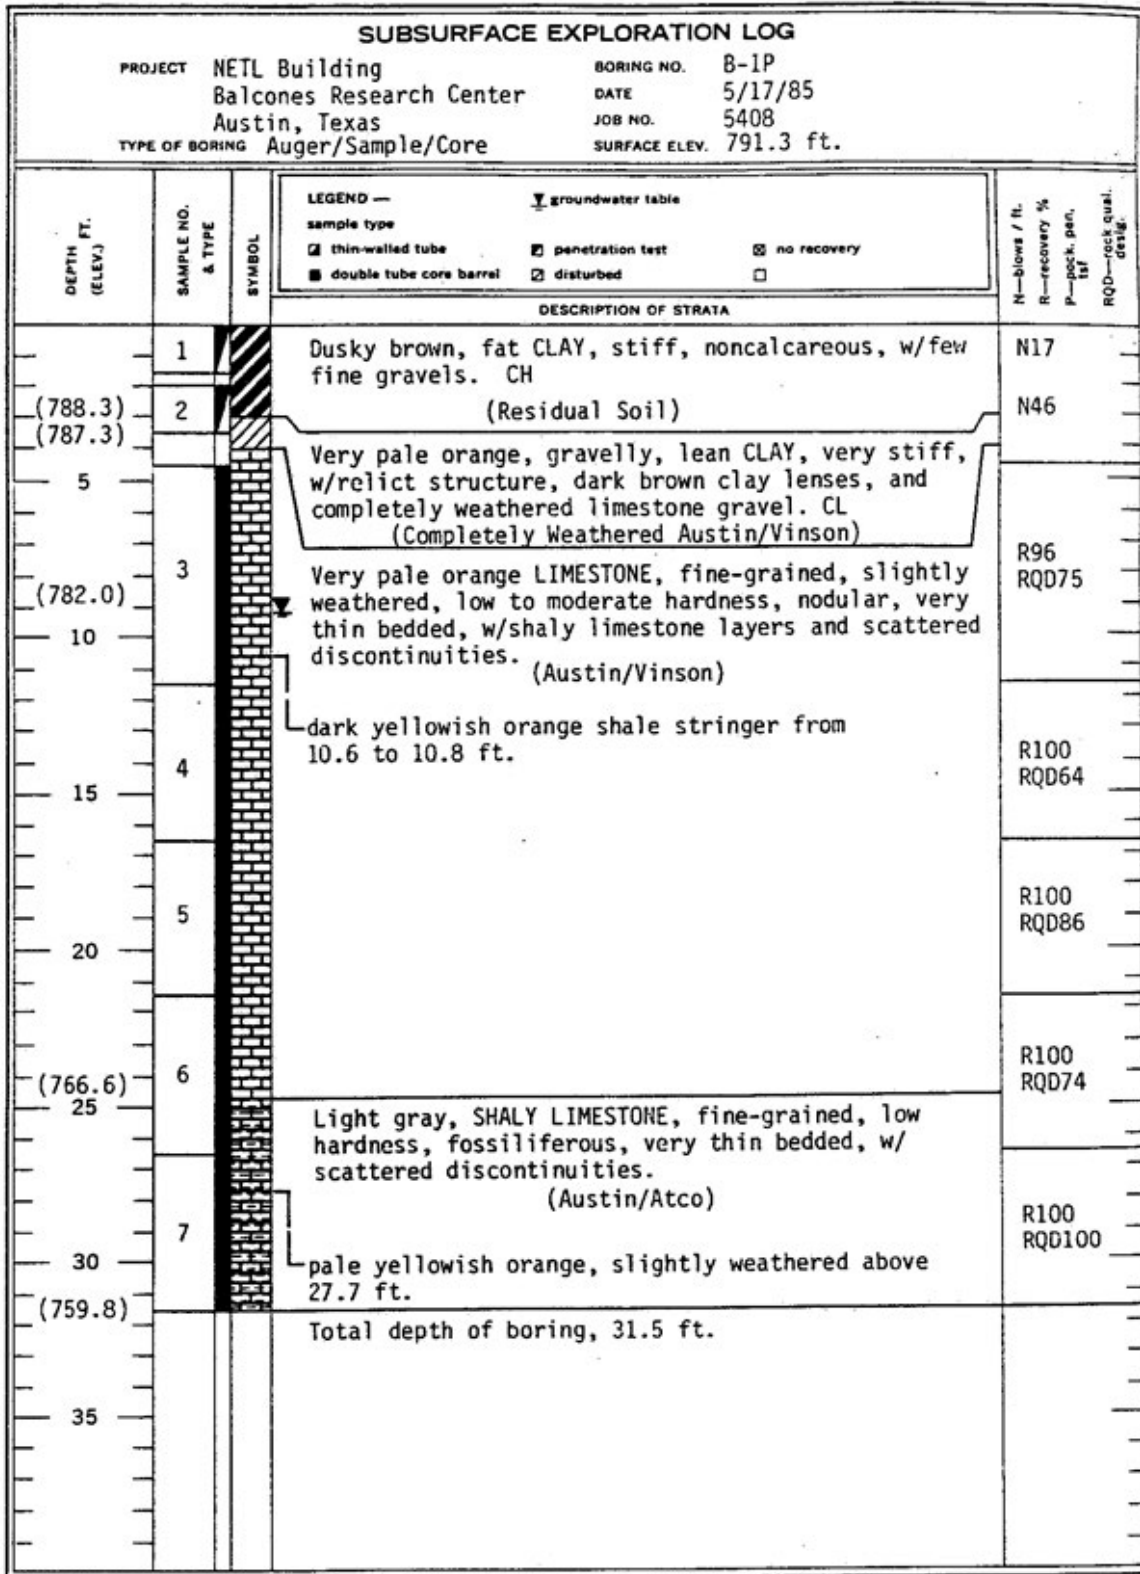 SUBSURFACE EXPLORATION LOG
PROJECT NETL Building
Balcones Research Center
Austin, Texas
TYPE OF BORING Auger/Sample/Core
BORING NO. B-1P
DATE 5/17/85
JOB NO. 5408
SURFACE ELEV. 791.3 ft.
DEPTH FT.
(ELEV.)
SAMPLE NO.
& TYPE
SYMBOL
LEGEND —
groundwater table
sample type
thin-walled tube
penetration test
no recovery
double tube core barrel
disturbed
DESCRIPTION OF STRATA
N—blows / ft.
R—recovery %
P—pock. pen, tsf
RQD—rock qual. desig.
1
Dusky brown, fat CLAY, stiff, noncalcareous, w/few
fine gravels. CH
N17
(788.3)
2
(Residual Soil)
N46
(787.3)
Very pale orange, gravelly, lean CLAY, very stiff,
w/relict structure, dark brown clay lenses, and
completely weathered limestone gravel. CL
(Completely Weathered Austin/Vinson)
5
3
R96
RQD75
(782.0)
Very pale orange LIMESTONE, fine-grained, slightly
weathered, low to moderate hardness, nodular, very
thin bedded, w/shaly limestone layers and scattered
discontinuities.
(Austin/Vinson)
10
dark yellowish orange shale stringer from
10.6 to 10.8 ft.
4
R100
RQD64
15
5
R100
RQD86
20
6
R100
RQD74
(766.6)
25
Light gray, SHALY LIMESTONE, fine-grained, low
hardness, fossiliferous, very thin bedded, w/
scattered discontinuities.
(Austin/Atco)
7
R100
RQD100
30
pale yellowish orange, slightly weathered above
27.7 ft.
(759.8)
Total depth of boring, 31.5 ft.
35